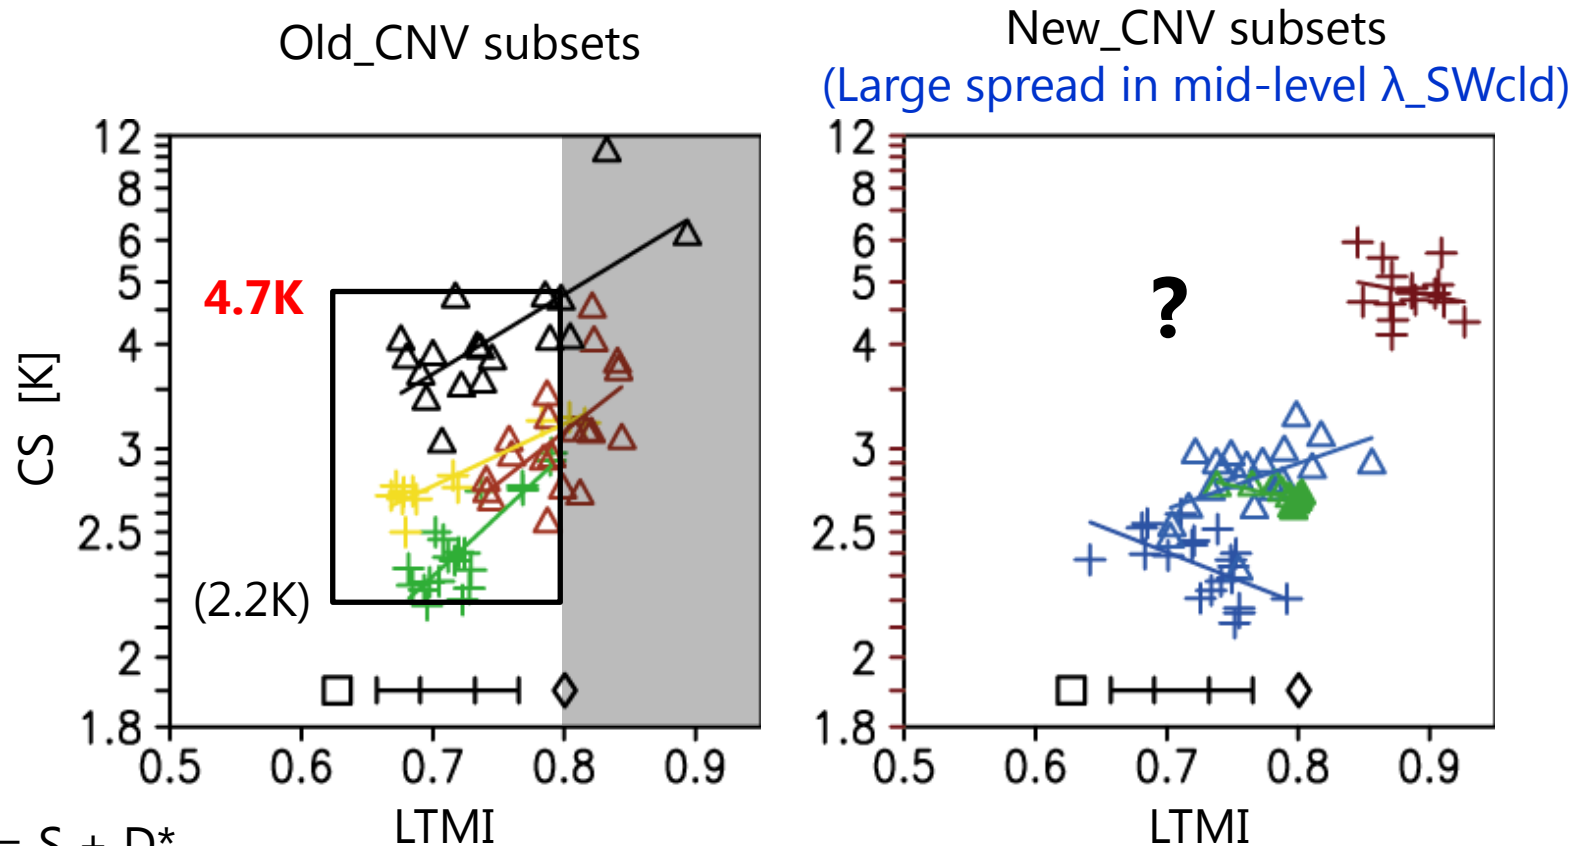 Old_CNV subsets
New_CNV subsets
(Large spread in mid-level λ_SWcld)
12
8
6
5
4
3
2.5
2
1.8
CS [K]
4.7K
(2.2K)
0.5 0.6 0.7 0.8 0.9
LTMI
12
8
6
5
4
3
2.5
2
1.8
?
0.5 0.6 0.7 0.8 0.9
LTMI
= S + D*